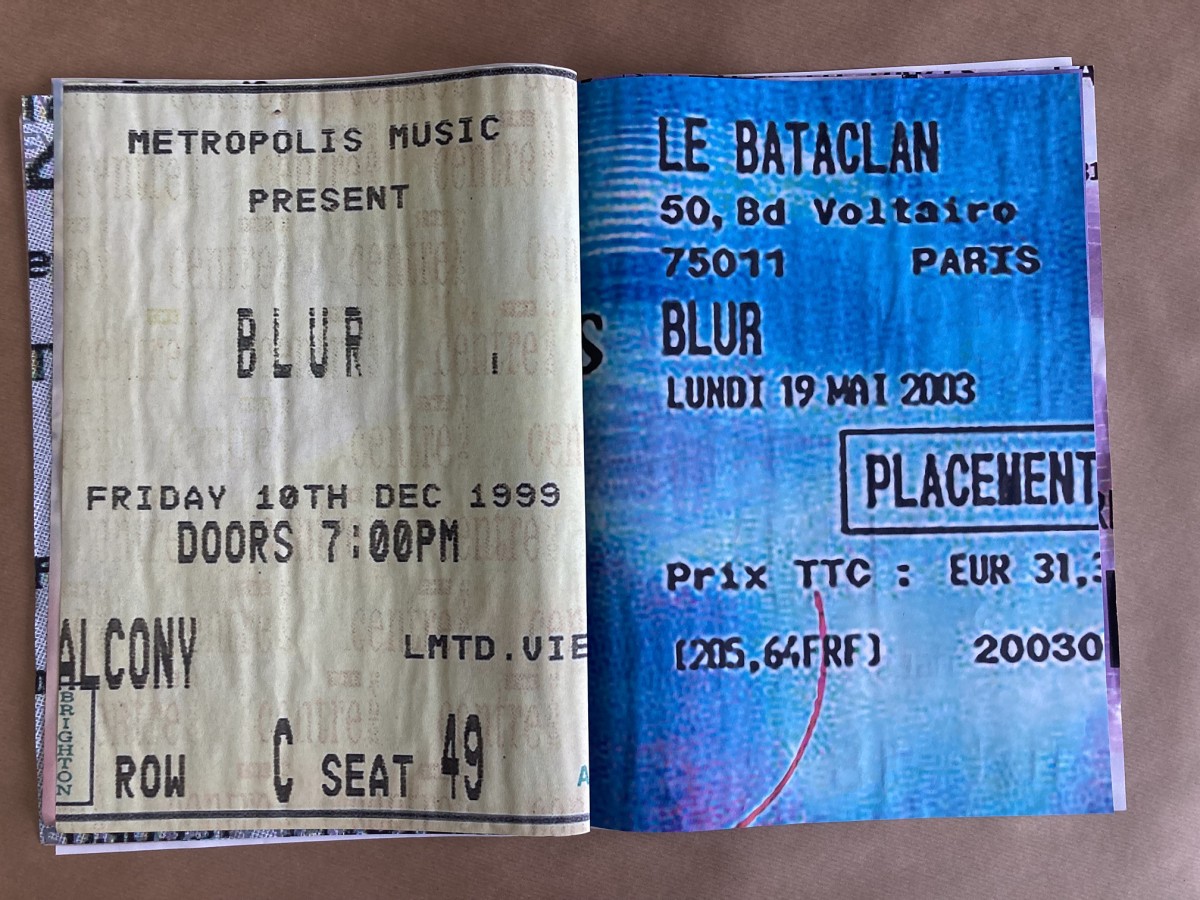 METROPOLIS MUSIC
PRESENT
BLUR
FRIDAY 10TH DEC 1999
DOORS 7:00PM
ALCONY
LMTD.VIE
BRIGHTON
ROW C SEAT 49
A
S
LE BATACLAN
50, Bd Voltairo
75011 PARIS
BLUR
LUNDI 19 MAI 2003
PLACEMENT
Prix TTC : EUR 31,3
(205,64FRF) 20030